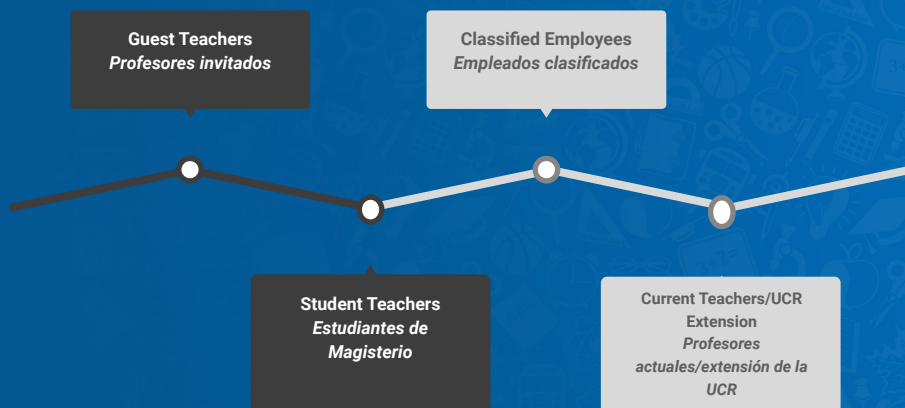 Guest Teachers
Profesores invitados
Classified Employees
Empleados clasificados
Student Teachers
Estudiantes de
Magisterio
Current Teachers/UCR
Extension
Profesores
actuales/extensión de la
UCR